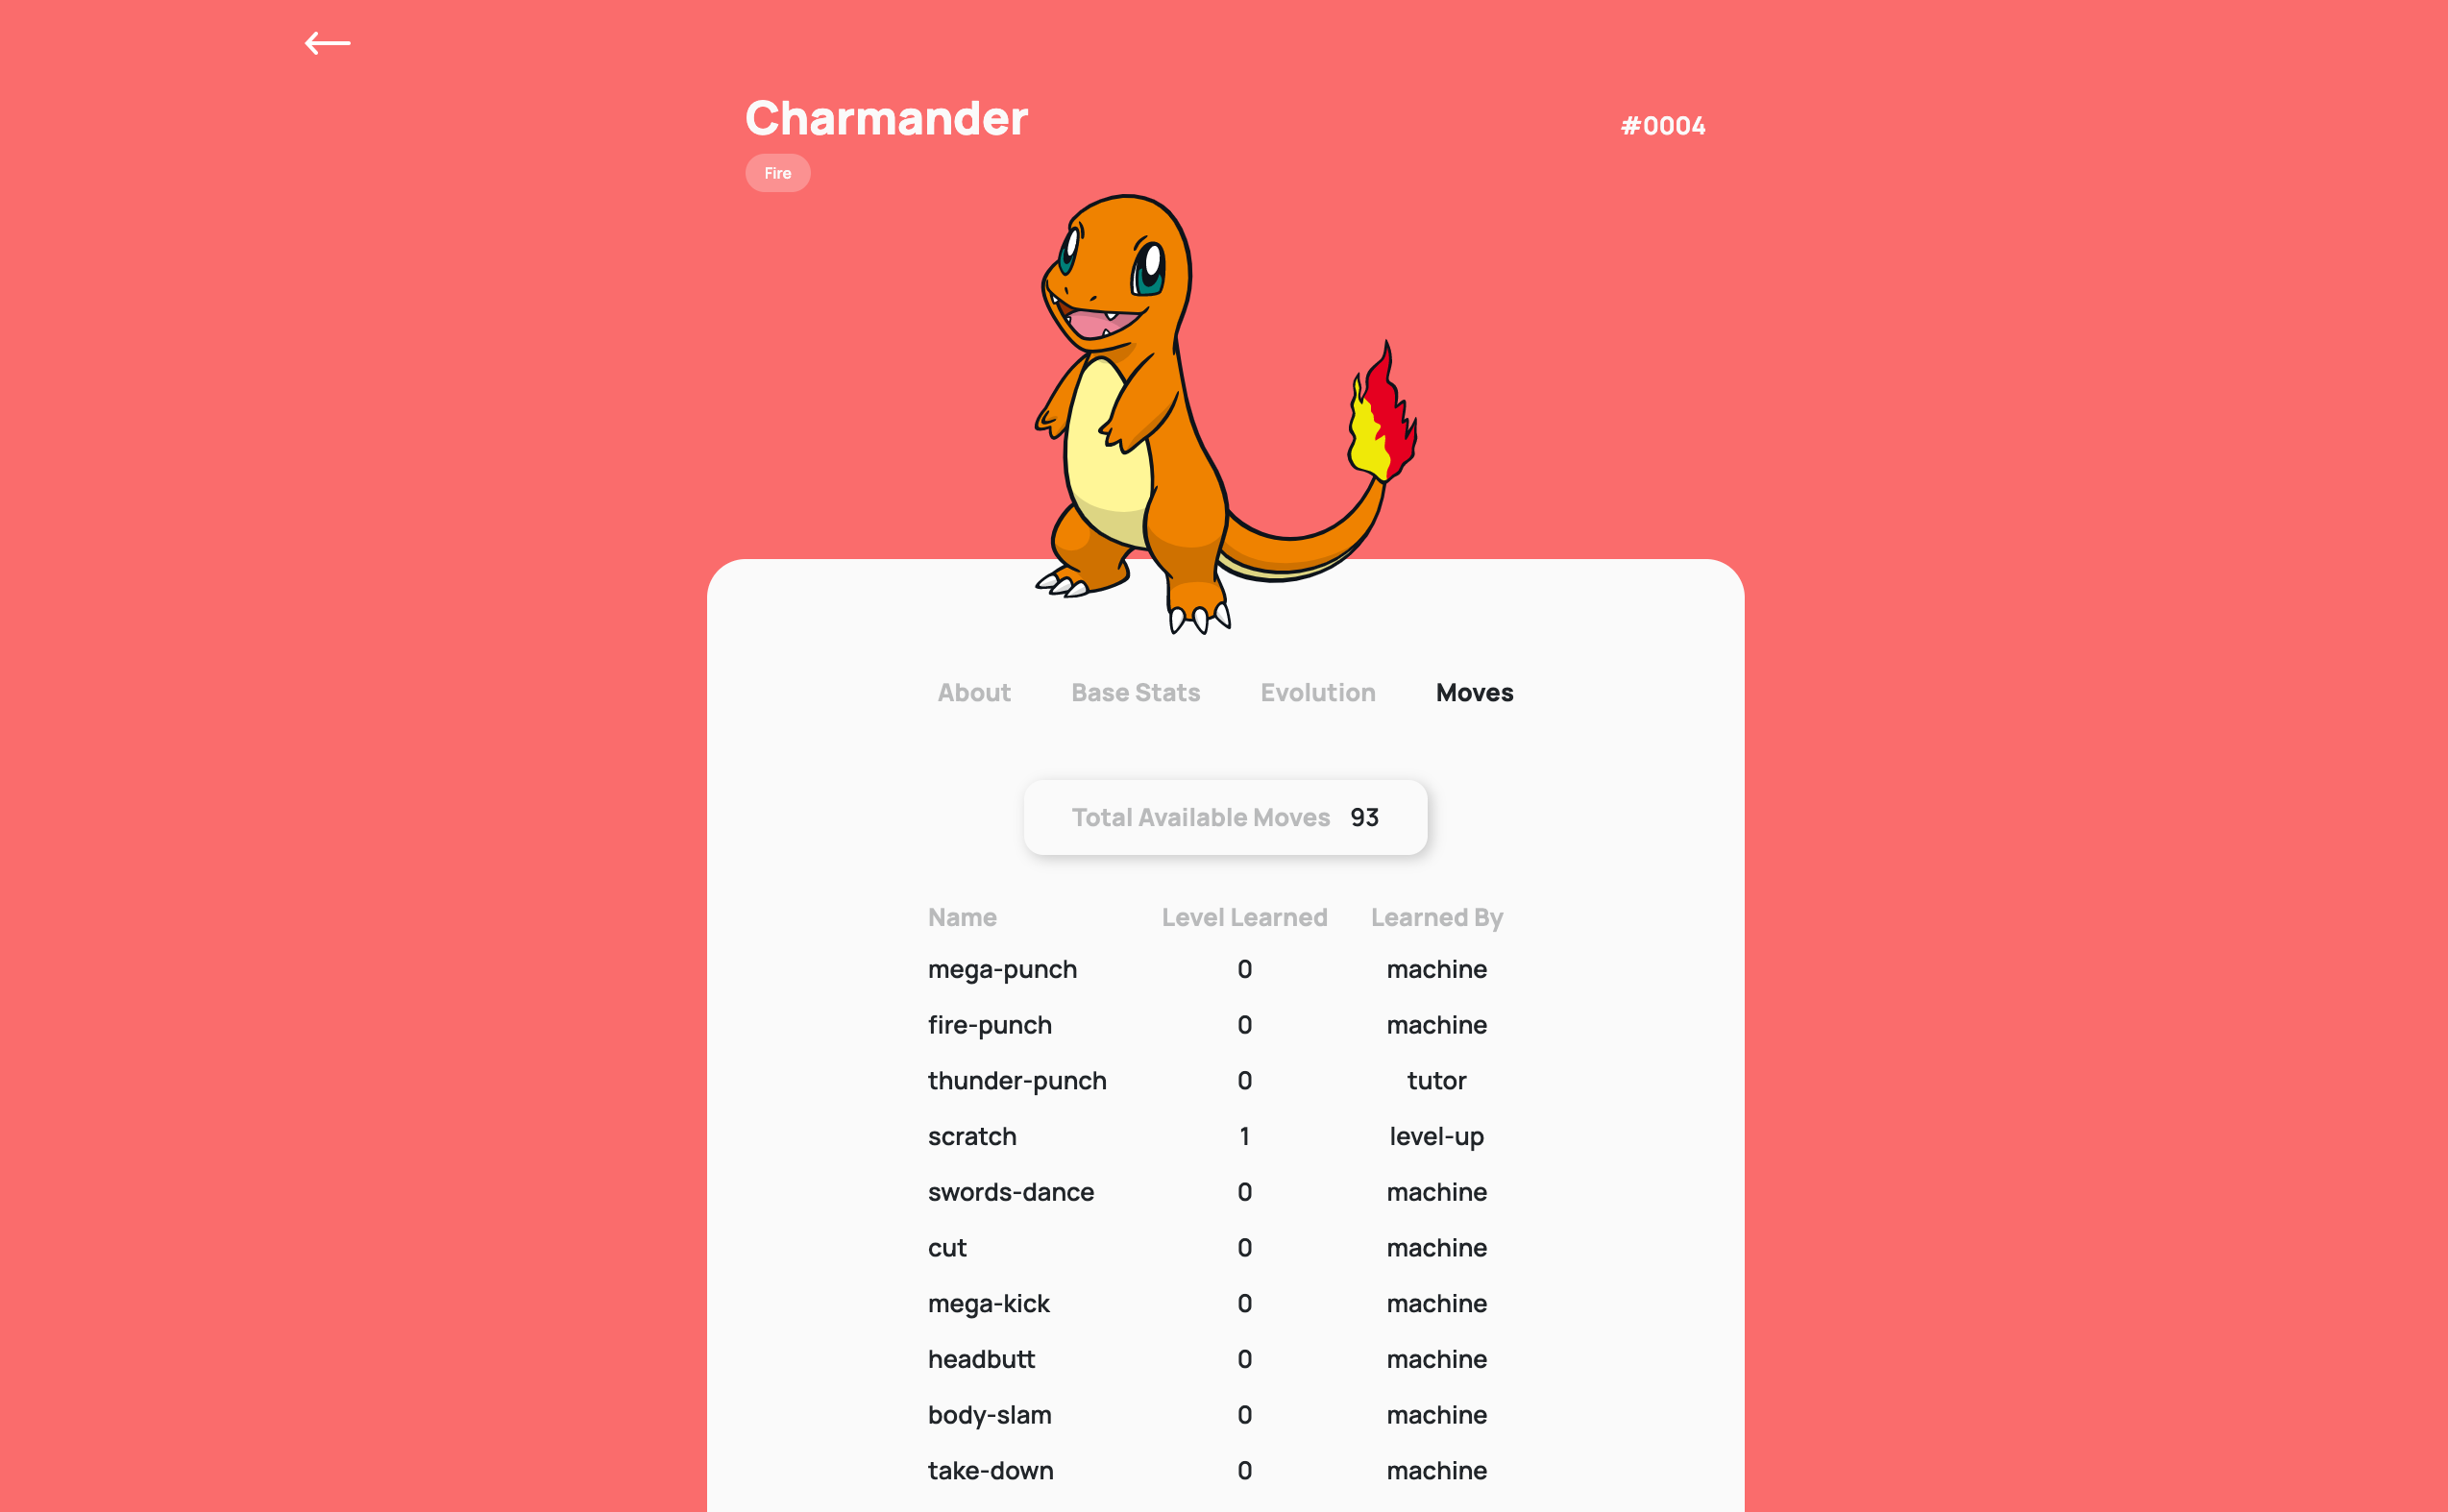 Charmander
#0004
Fire
About Base Stats Evolution Moves
Total Available Moves 93
Name Level Learned Learned By
mega-punch 0 machine
fire-punch 0 machine
thunder-punch 0 tutor
scratch 1 level-up
swords-dance 0 machine
cut 0 machine
mega-kick 0 machine
headbutt 0 machine
body-slam 0 machine
take-down 0 machine